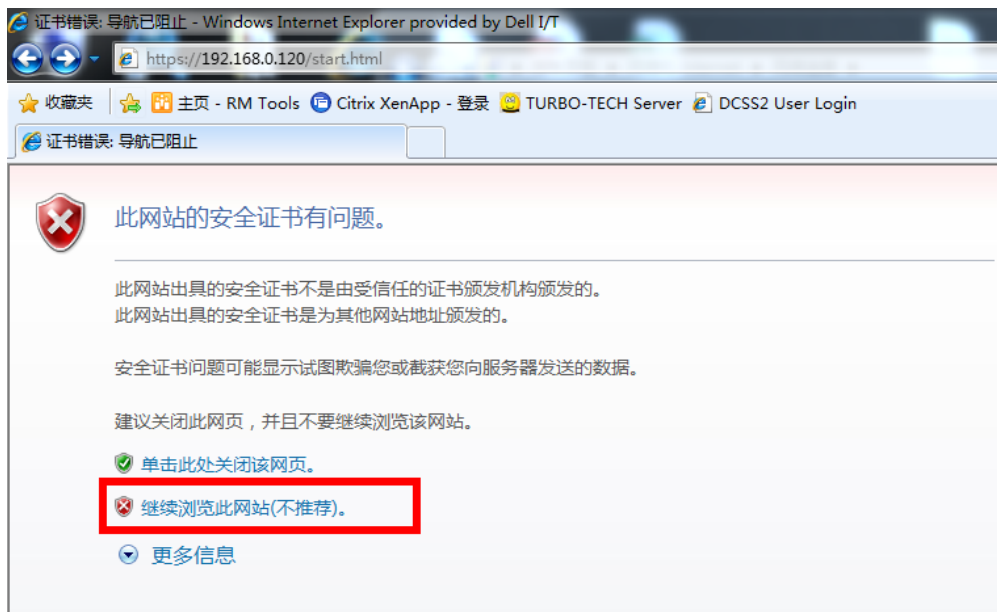 证书错误: 导航已阻止 - Windows Internet Explorer provided by Dell I/T
https://192.168.0.120/start.html
收藏夹 主页 - RM Tools Citrix XenApp - 登录 TURBO-TECH Server DCSS2 User Login
证书错误: 导航已阻止
此网站的安全证书有问题。
此网站出具的安全证书不是由受信任的证书颁发机构颁发的。
此网站出具的安全证书是为其他网站地址颁发的。
安全证书问题可能显示试图欺骗您或截获您向服务器发送的数据。
建议关闭此网页，并且不要继续浏览该网站。
单击此处关闭该网页。
继续浏览此网站(不推荐)。
更多信息